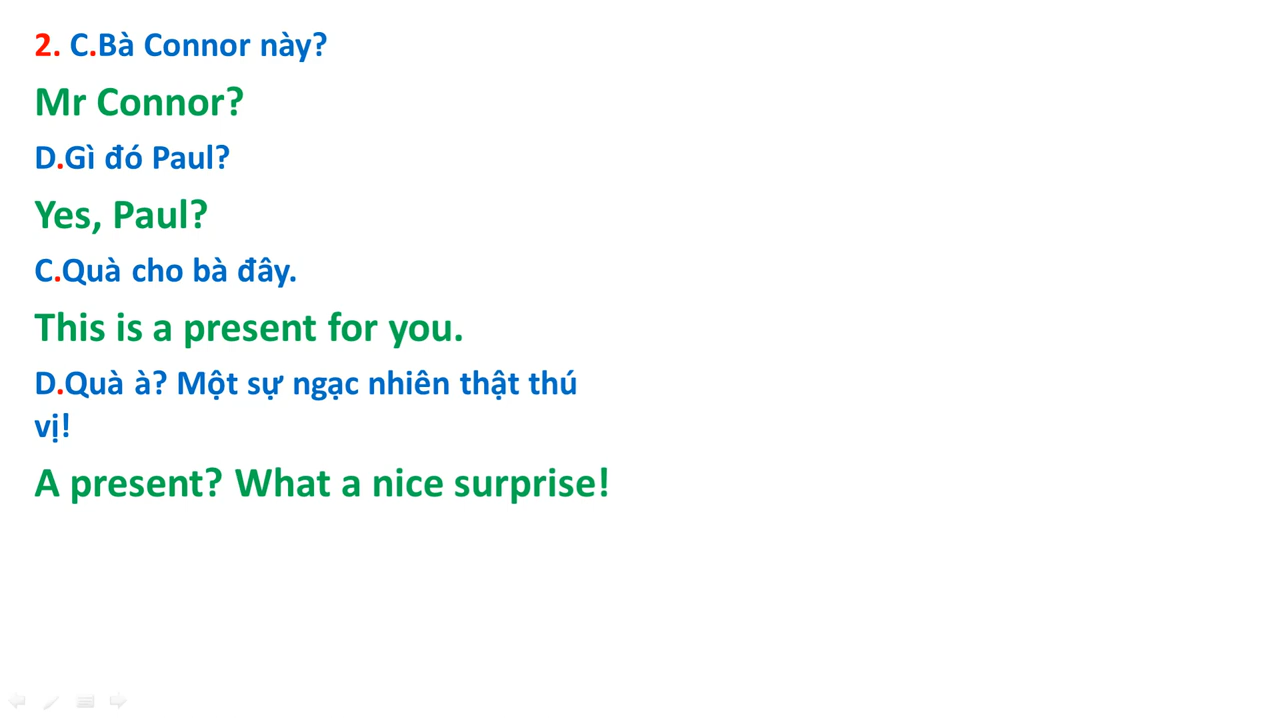 2. C.Bà Connor này?
Mr Connor?
D.Gì đó Paul?
Yes, Paul?
C.Quà cho bà đây.
This is a present for you.
D.Quà à? Một sự ngạc nhiên thật thú
vị!
A present? What a nice surprise!